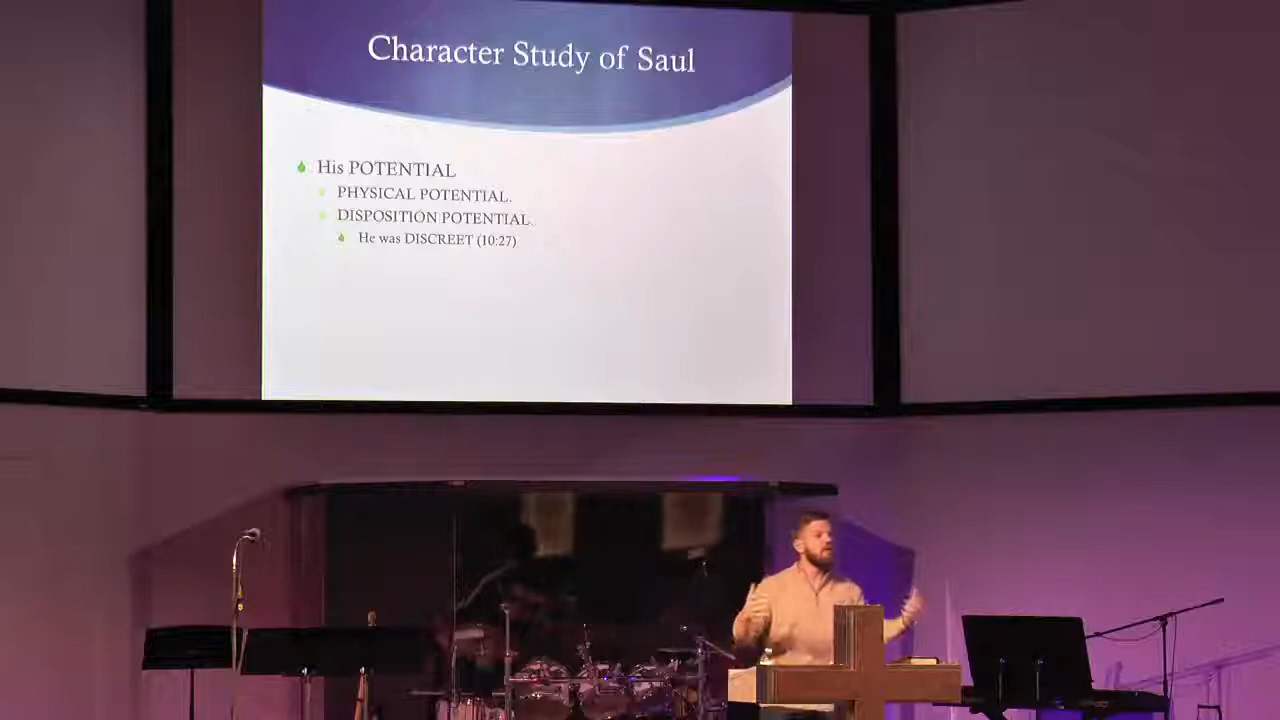 Character Study of Saul
His POTENTIAL
PHYSICAL POTENTIAL.
DISPOSITION POTENTIAL.
He was DISCREET (10:27)